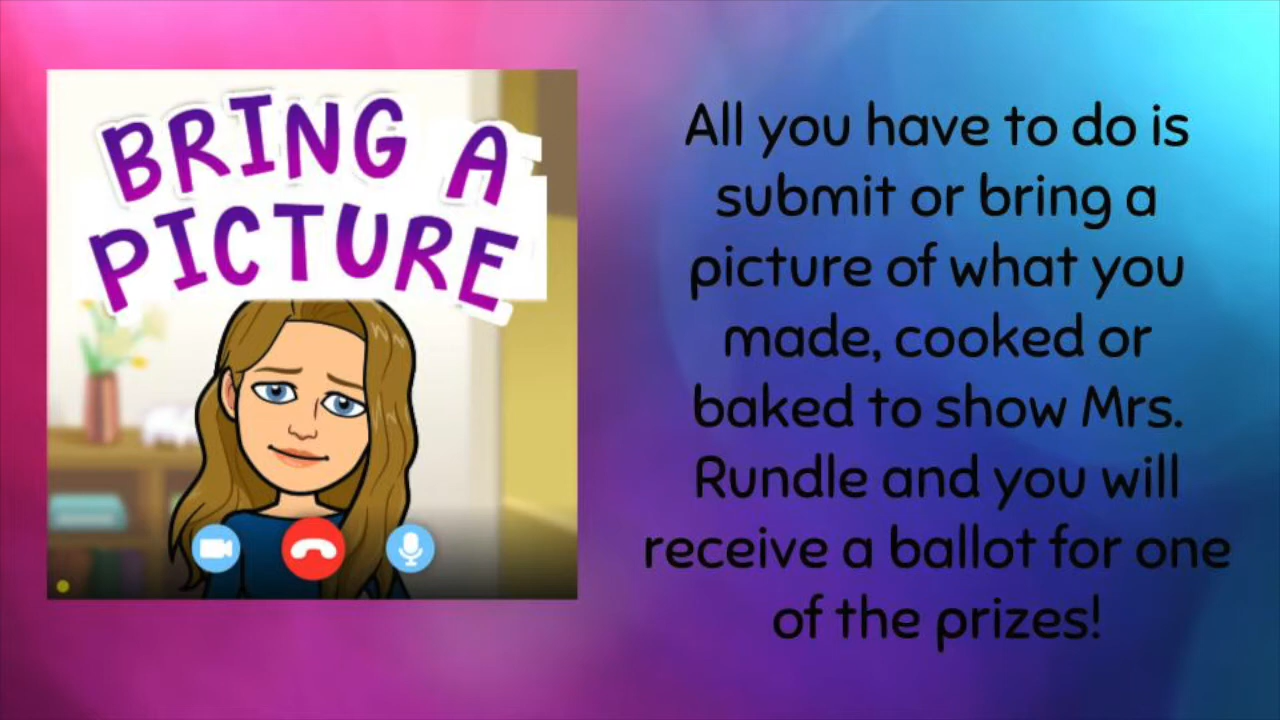 BRING A
PICTURE
All you have to do is
submit or bring a
picture of what you
made, cooked or
baked to show Mrs.
Rundle and you will
receive a ballot for one
of the prizes!